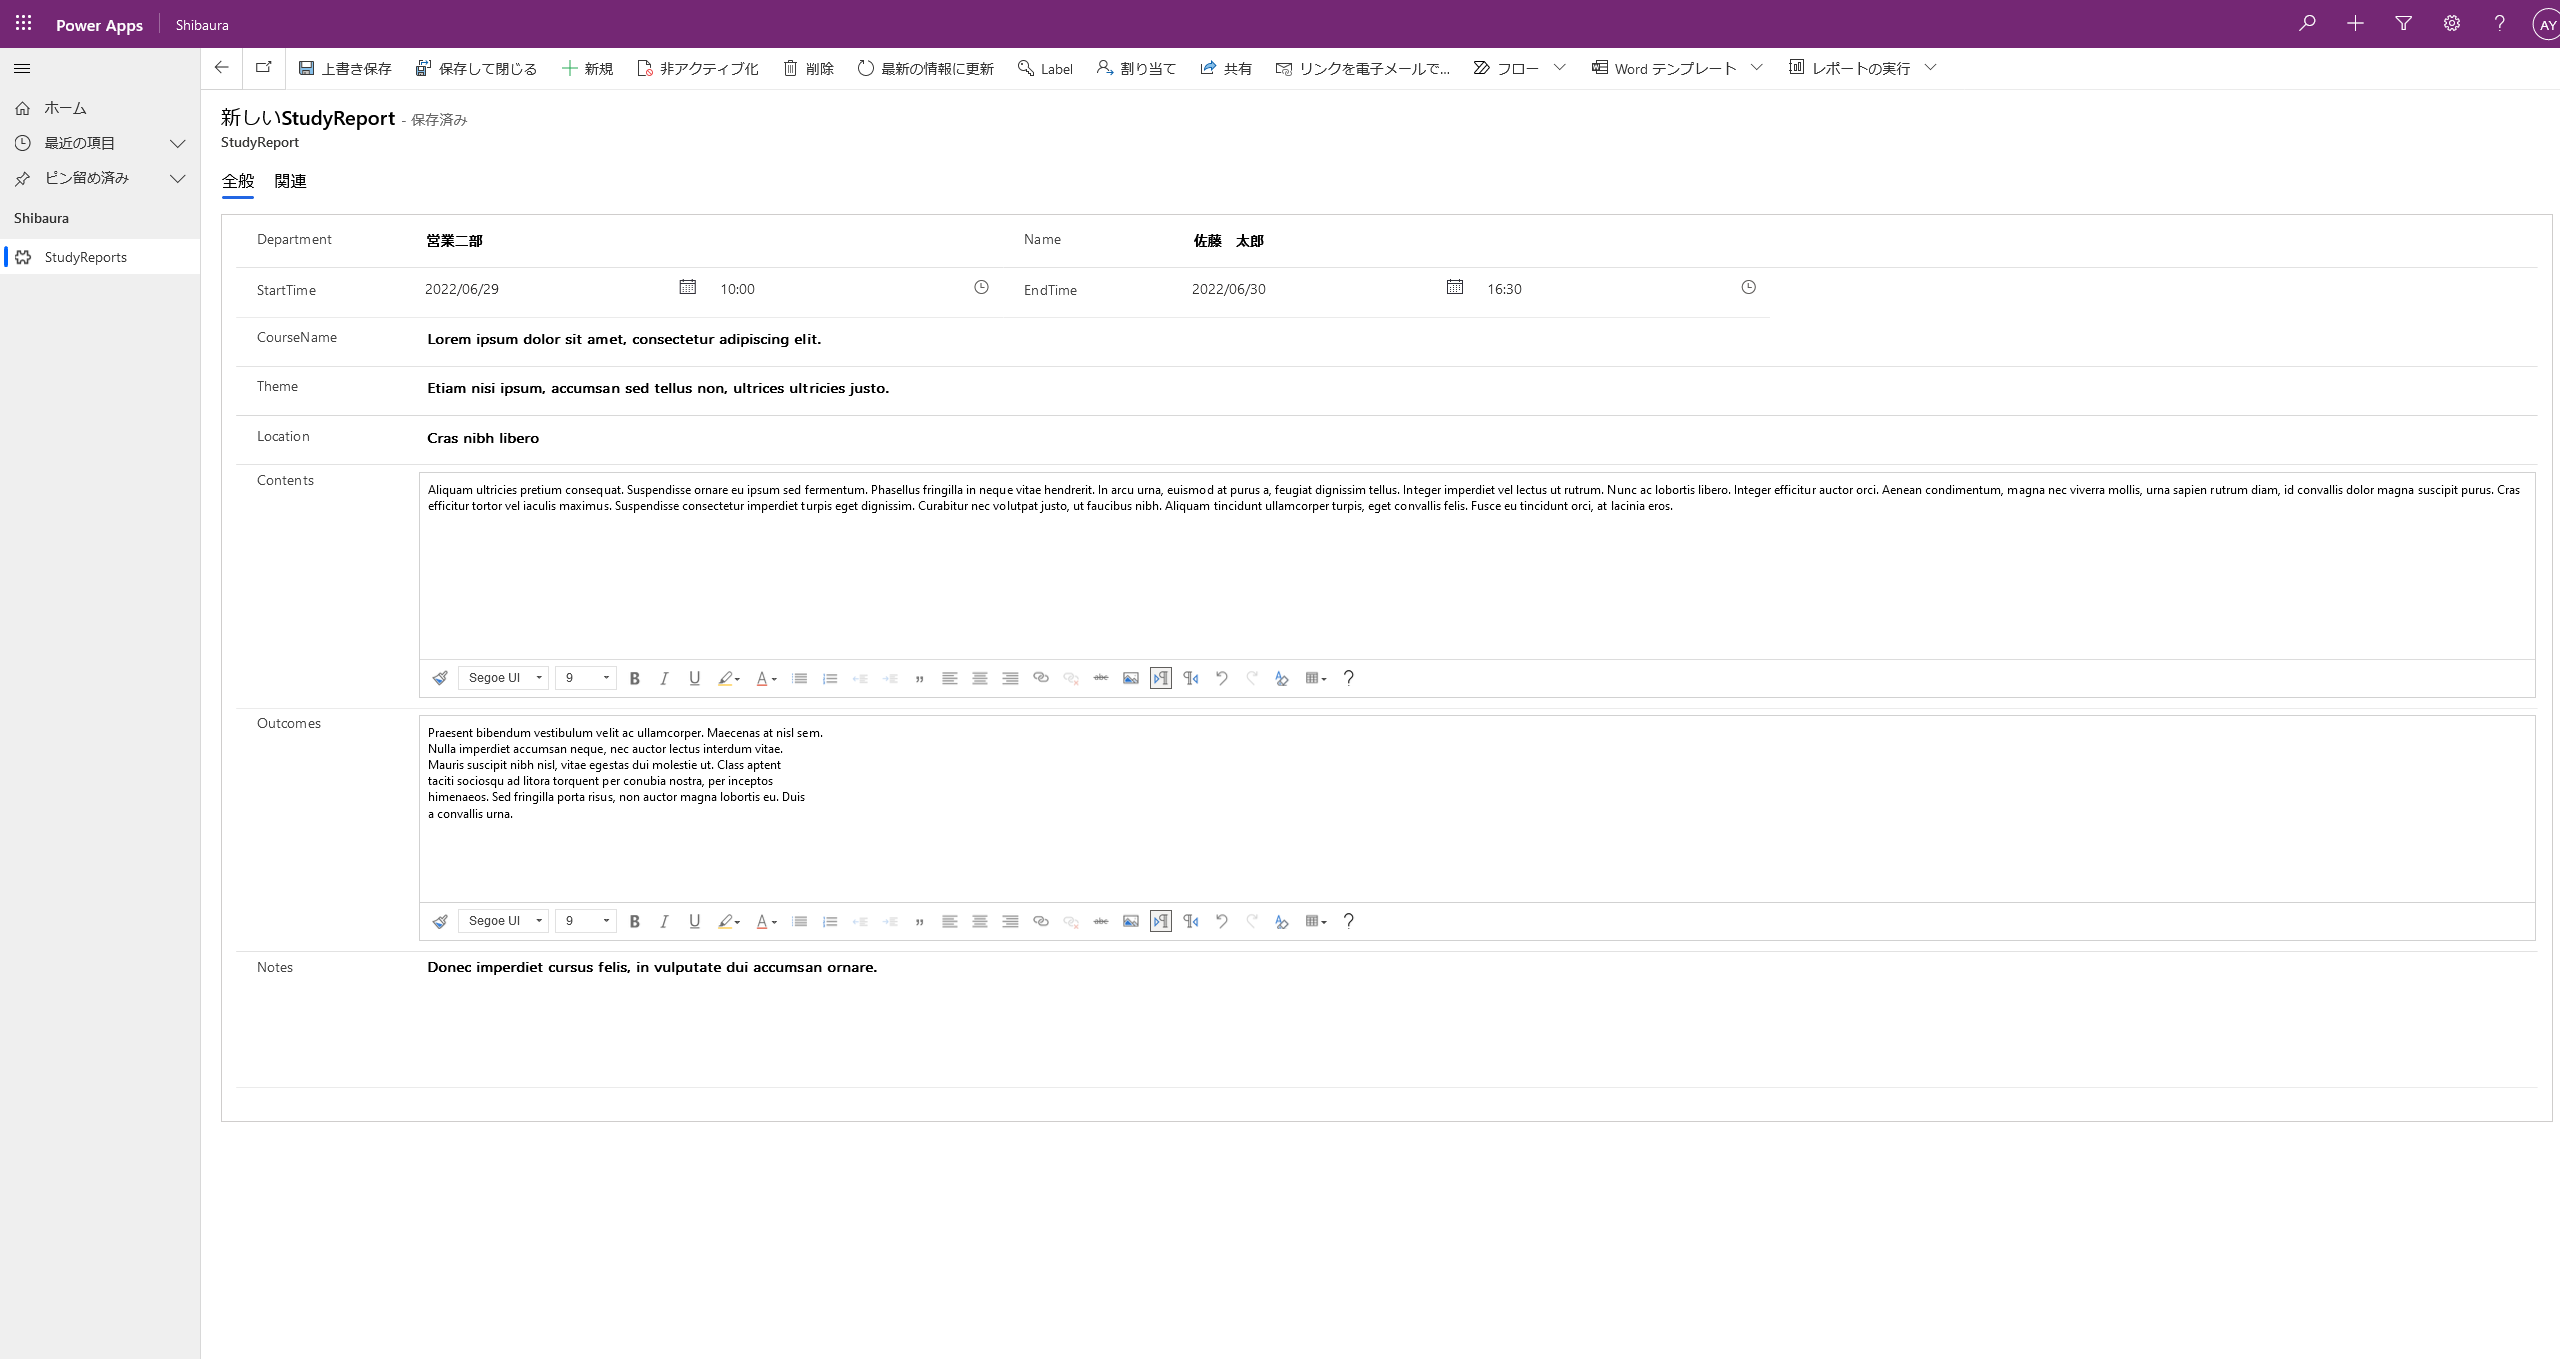 Power Apps
Shibaura
AY
上書き保存
保存して閉じる
新規
非アクティブ化
削除
最新の情報に更新
Label
割り当て
共有
リンクを電子メールで...
フロー
Word テンプレート
レポートの実行
ホーム
最近の項目
ピン留め済み
Shibaura
StudyReports
新しいStudyReport - 保存済み
StudyReport
全般 関連
Department 営業二部 Name 佐藤　太郎
StartTime 2022/06/29 10:00 EndTime 2022/06/30 16:30
CourseName Lorem ipsum dolor sit amet, consectetur adipiscing elit.
Theme Etiam nisi ipsum, accumsan sed tellus non, ultrices ultricies justo.
Location Cras nibh libero
Contents
Aliquam ultricies pretium consequat. Suspendisse ornare eu ipsum sed fermentum. Phasellus fringilla in neque vitae hendrerit. In arcu urna, euismod at purus a, feugiat dignissim tellus. Integer imperdiet vel lectus ut rutrum. Nunc ac lobortis libero. Integer efficitur auctor orci. Aenean condimentum, magna nec viverra mollis, urna sapien rutrum diam, id convallis dolor magna suscipit purus. Cras
efficitur tortor vel iaculis maximus. Suspendisse consectetur imperdiet turpis eget dignissim. Curabitur nec volutpat justo, ut faucibus nibh. Aliquam tincidunt ullamcorper turpis, eget convallis felis. Fusce eu tincidunt orci, at lacinia eros.
Segoe UI 9 B I U A abc ?
Outcomes
Praesent bibendum vestibulum velit ac ullamcorper. Maecenas at nisl sem.
Nulla imperdiet accumsan neque, nec auctor lectus interdum vitae.
Mauris suscipit nibh nisl, vitae egestas dui molestie ut. Class aptent
taciti sociosqu ad litora torquent per conubia nostra, per inceptos
himenaeos. Sed fringilla porta risus, non auctor magna lobortis eu. Duis
a convallis urna.
Segoe UI 9 B I U A abc ?
Notes Donec imperdiet cursus felis, in vulputate dui accumsan ornare.